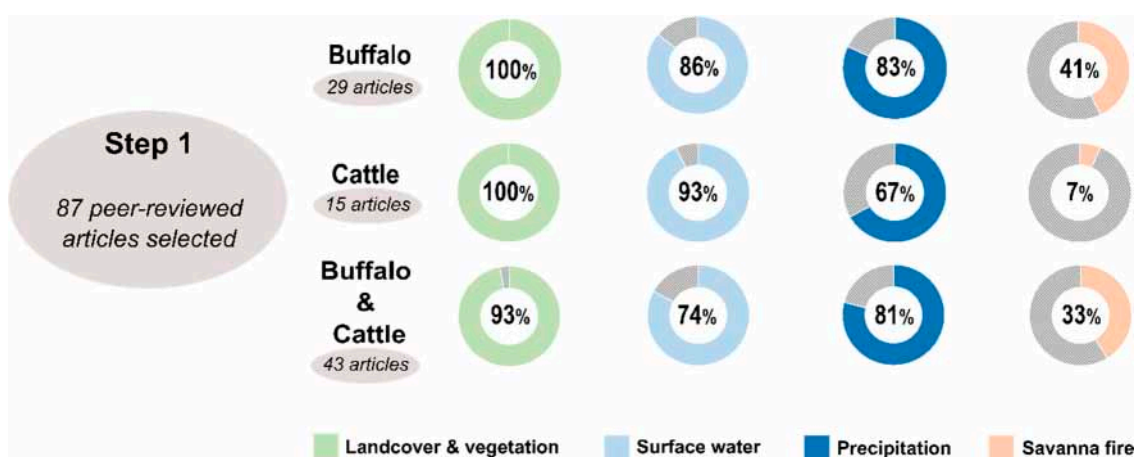 Step 1
87 peer-reviewed
articles selected
Buffalo
29 articles
100%
86%
83%
41%
Cattle
15 articles
100%
93%
67%
7%
Buffalo
&
Cattle
43 articles
93%
74%
81%
33%
Landcover & vegetation
Surface water
Precipitation
Savanna fire